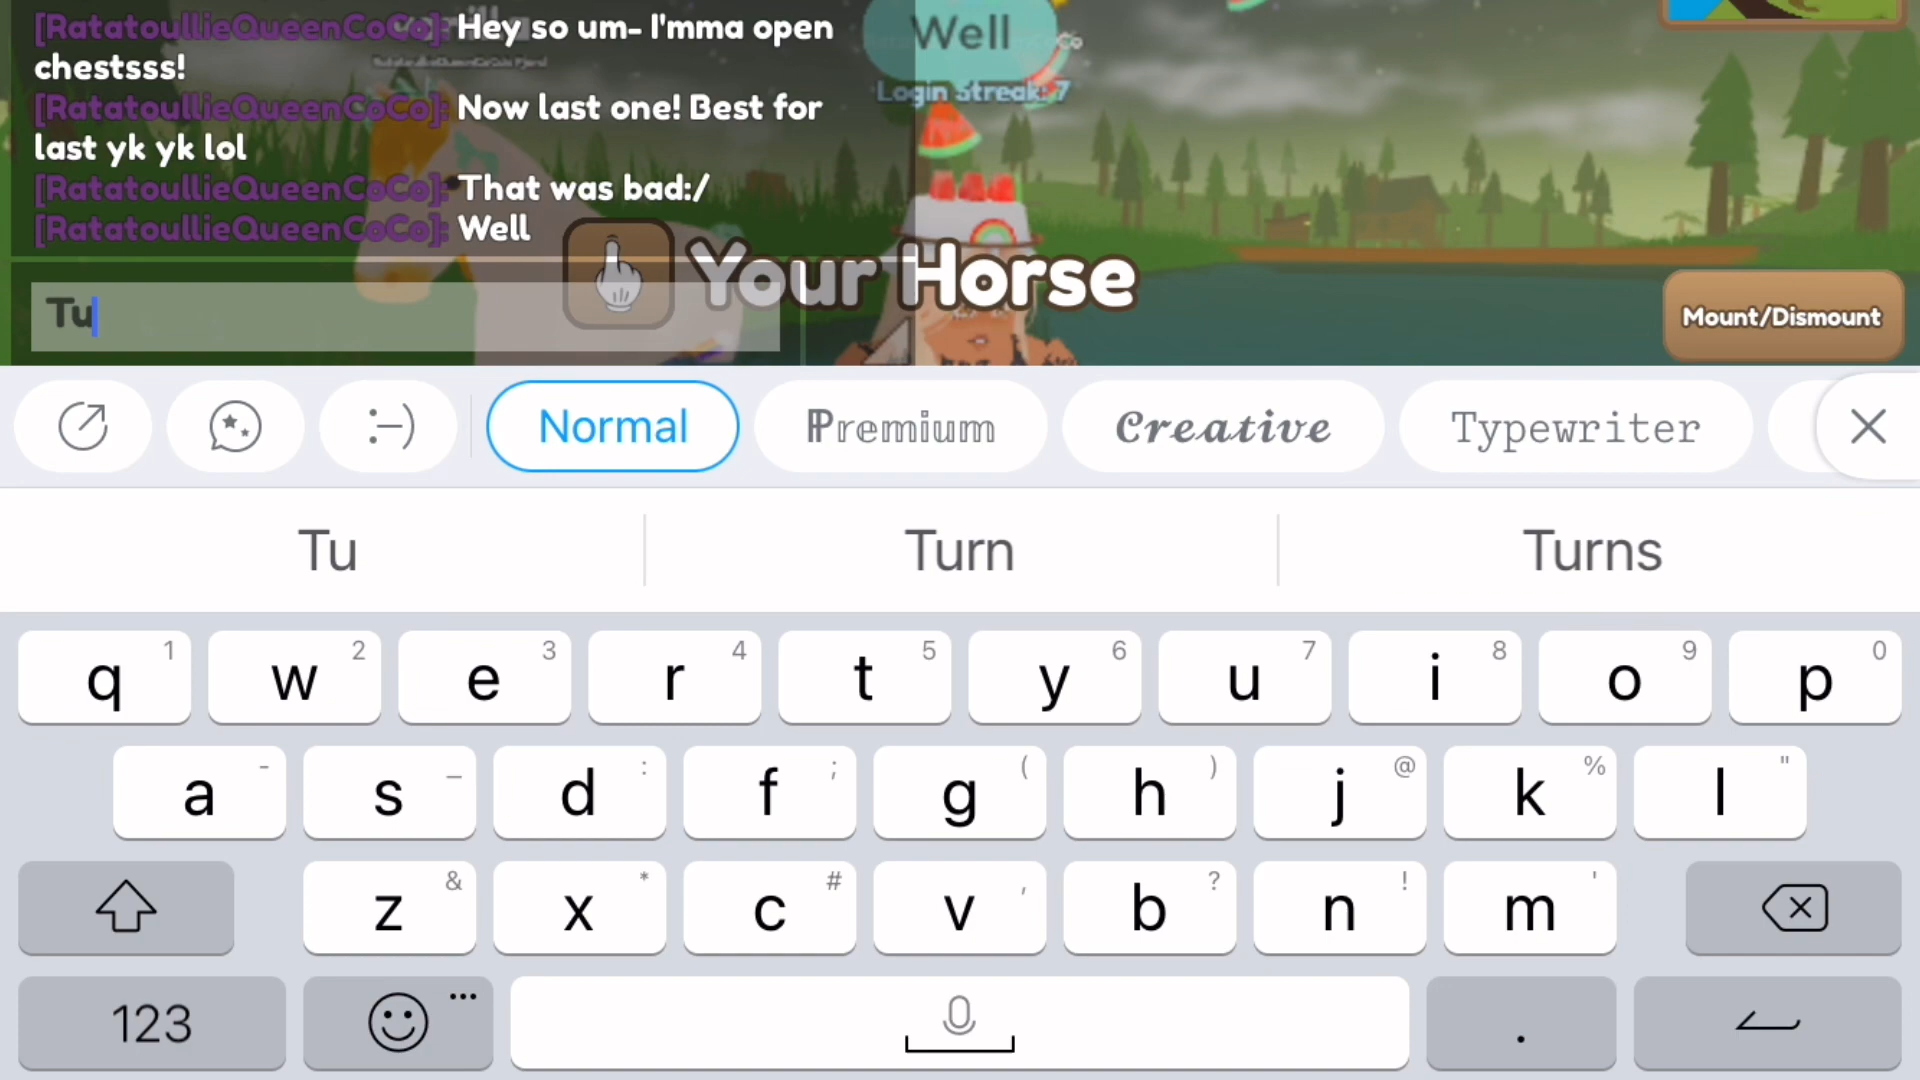 [RatatoullieQueenCoCo]: Hey so um- I'mma open
chestsss!
[RatatoullieQueenCoCo]: Now last one! Best for
last yk yk lol
[RatatoullieQueenCoCo]: That was bad:/
[RatatoullieQueenCoCo]: Well
Well
Login Streak: 7
Your Horse
Mount/Dismount
Tu
:-) Normal Premium Creative Typewriter
Tu Turn Turns
q 1 w 2 e 3 r 4 t 5 y 6 u 7 i 8 o 9 p 0
a - s _ d : f ; g ( h ) j @ k % l "
z & x * c # v , b ? n ! m '
123 .